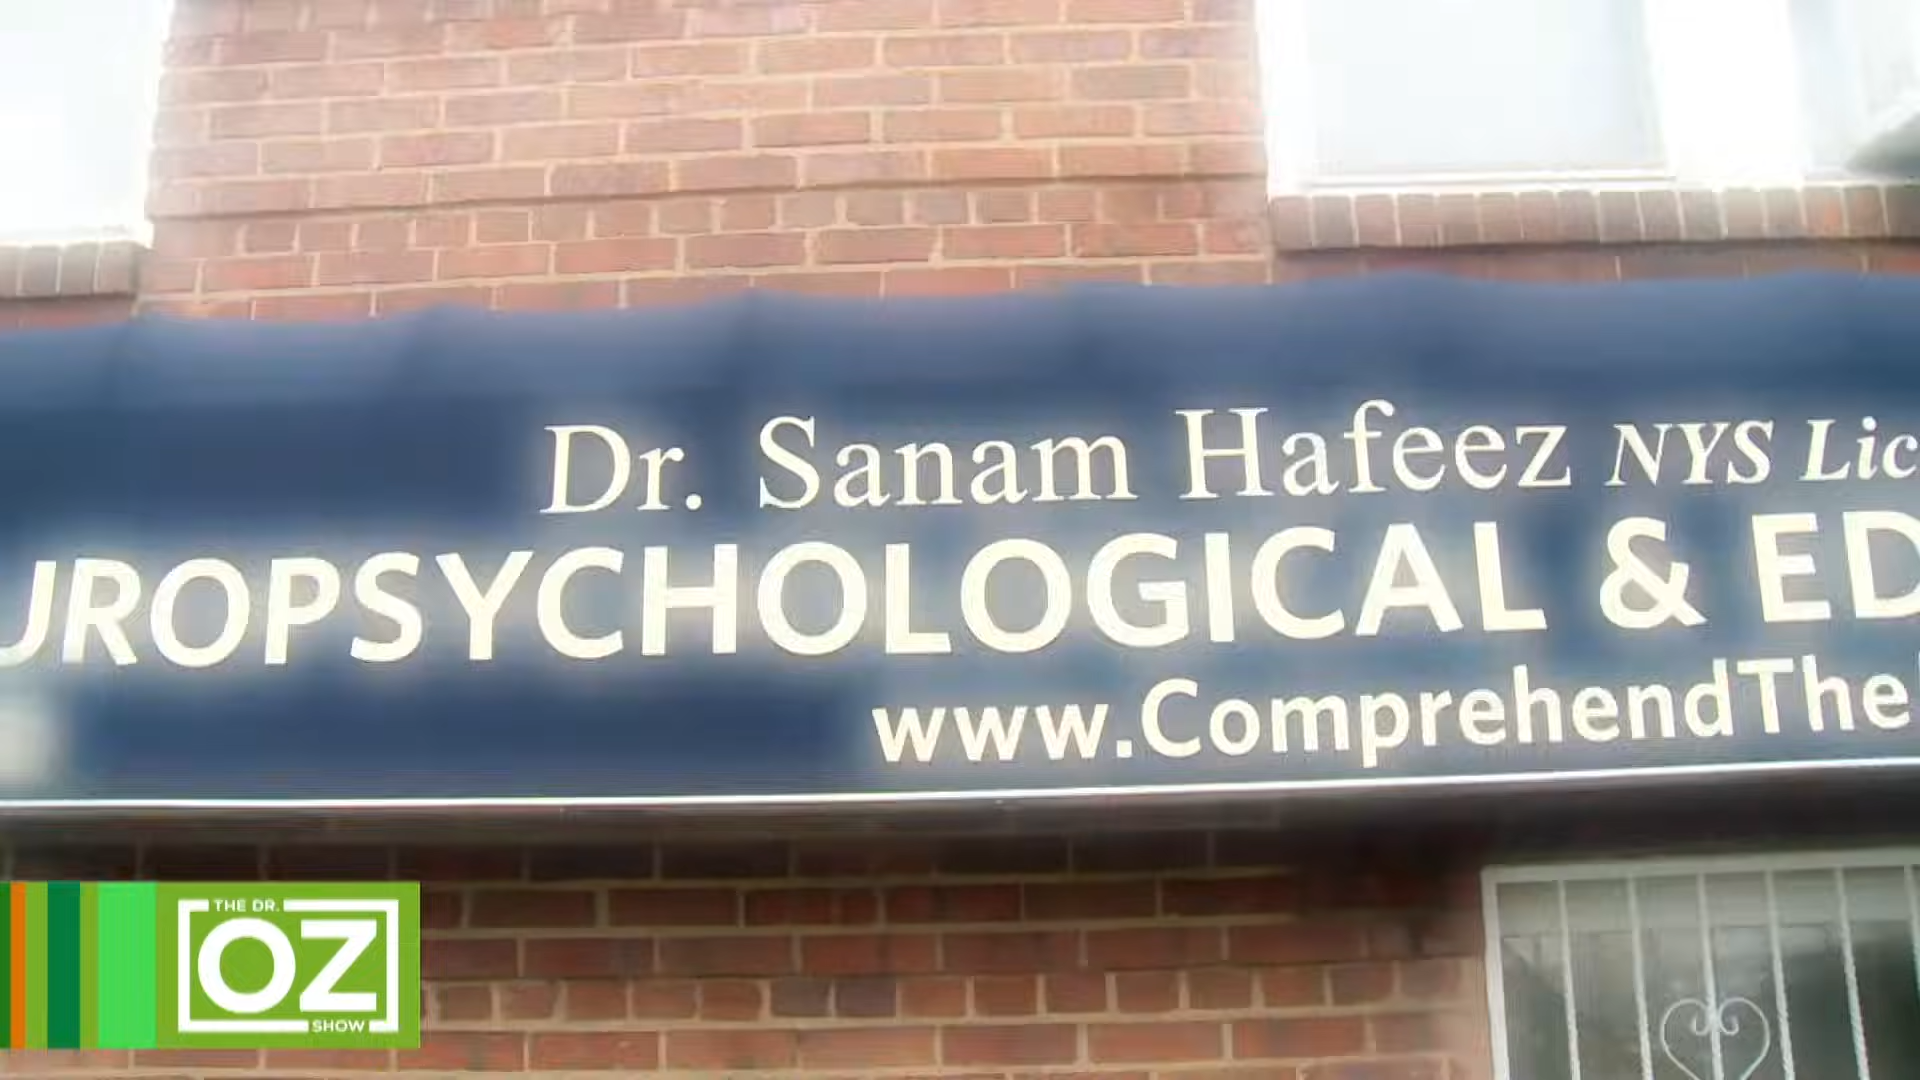 Dr. Sanam Hafeez NYS Lic
UROPSYCHOLOGICAL & ED
www.ComprehendThe
THE DR.
OZ
SHOW